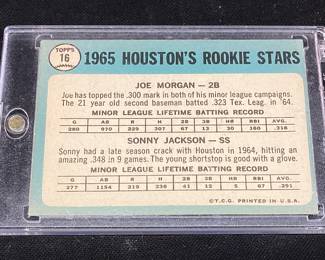 TOPPS
16
1965 HOUSTON'S ROOKIE STARS
JOE MORGAN—2B
Joe has topped the .300 mark in both of his minor league campaigns.
The 21 year old second baseman batted .323 Tex. Leag. in '64.
MINOR LEAGUE LIFETIME BATTING RECORD
G AB R H 2B 3B HR RBI AVG.
280 970 229 307 67 13 160 .316
SONNY JACKSON—SS
Sonny had a late season crack with Houston in 1964, hitting an
amazing .348 in 9 games. The young shortstop is good with a glove.
MINOR LEAGUE LIFETIME BATTING RECORD
G AB R H 2B 3B HR RBI AVG.
277 1154 219 336 41 12 5 67 .291
©T.C.G. PRINTED IN U.S.A.